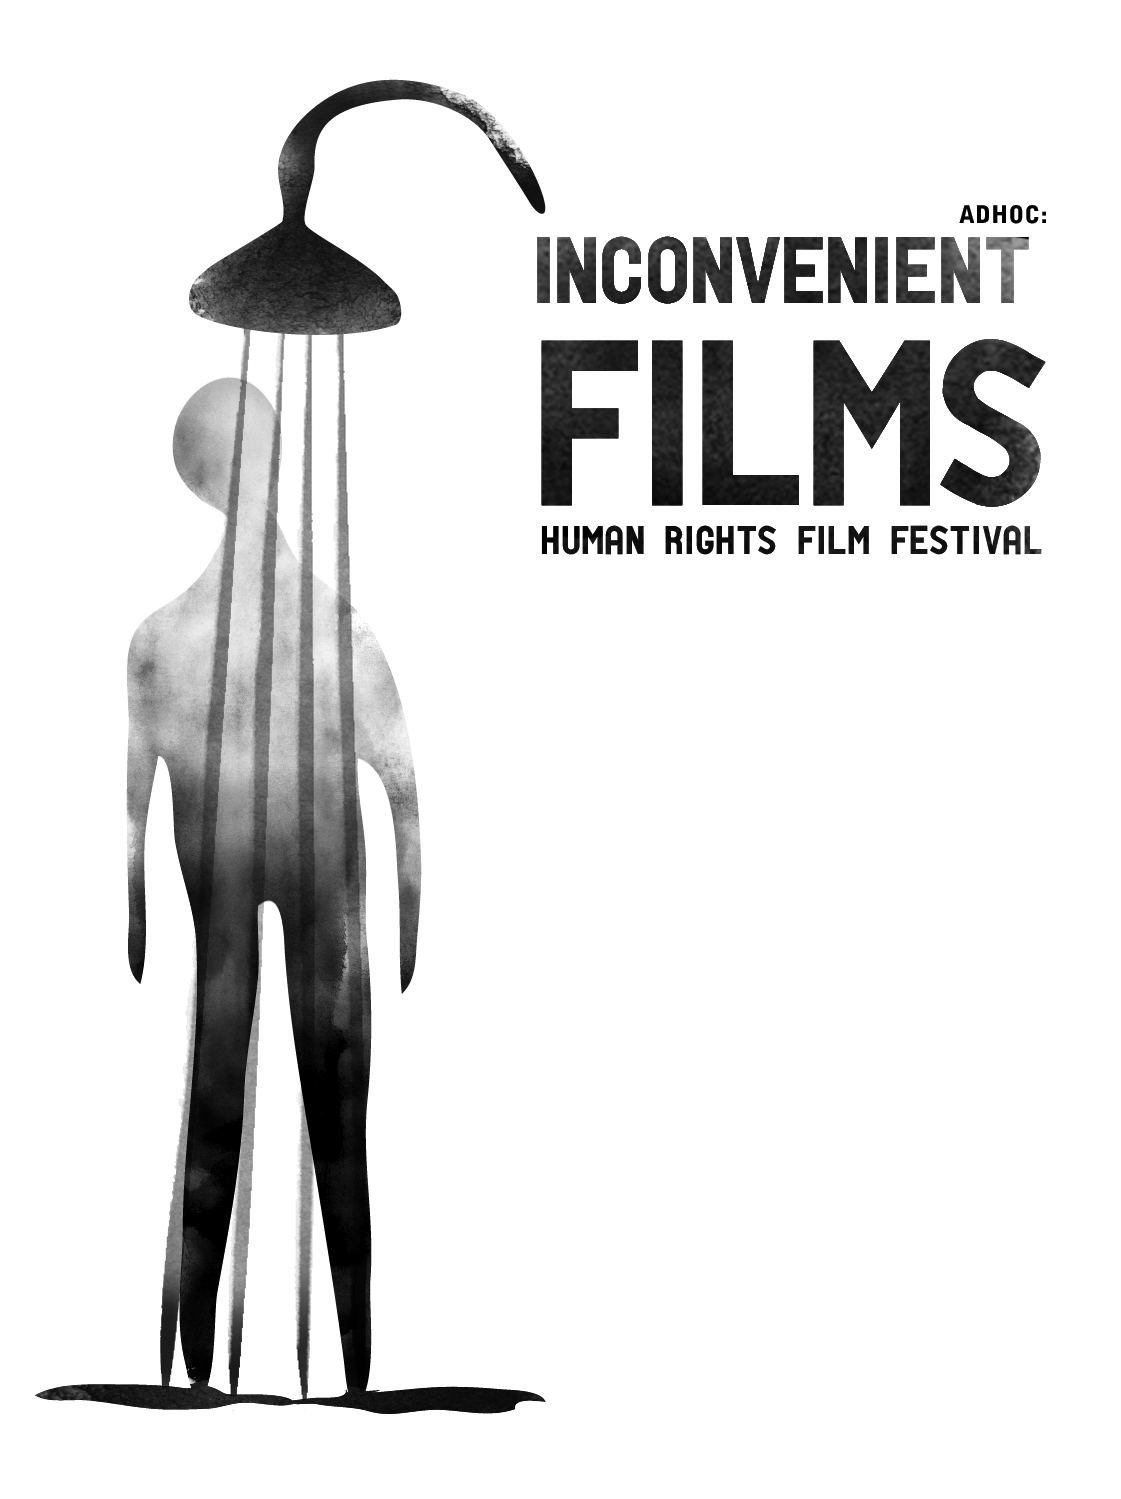 ADHOC:
INCONVENIENT
FILMS
HUMAN RIGHTS FILM FESTIVAL